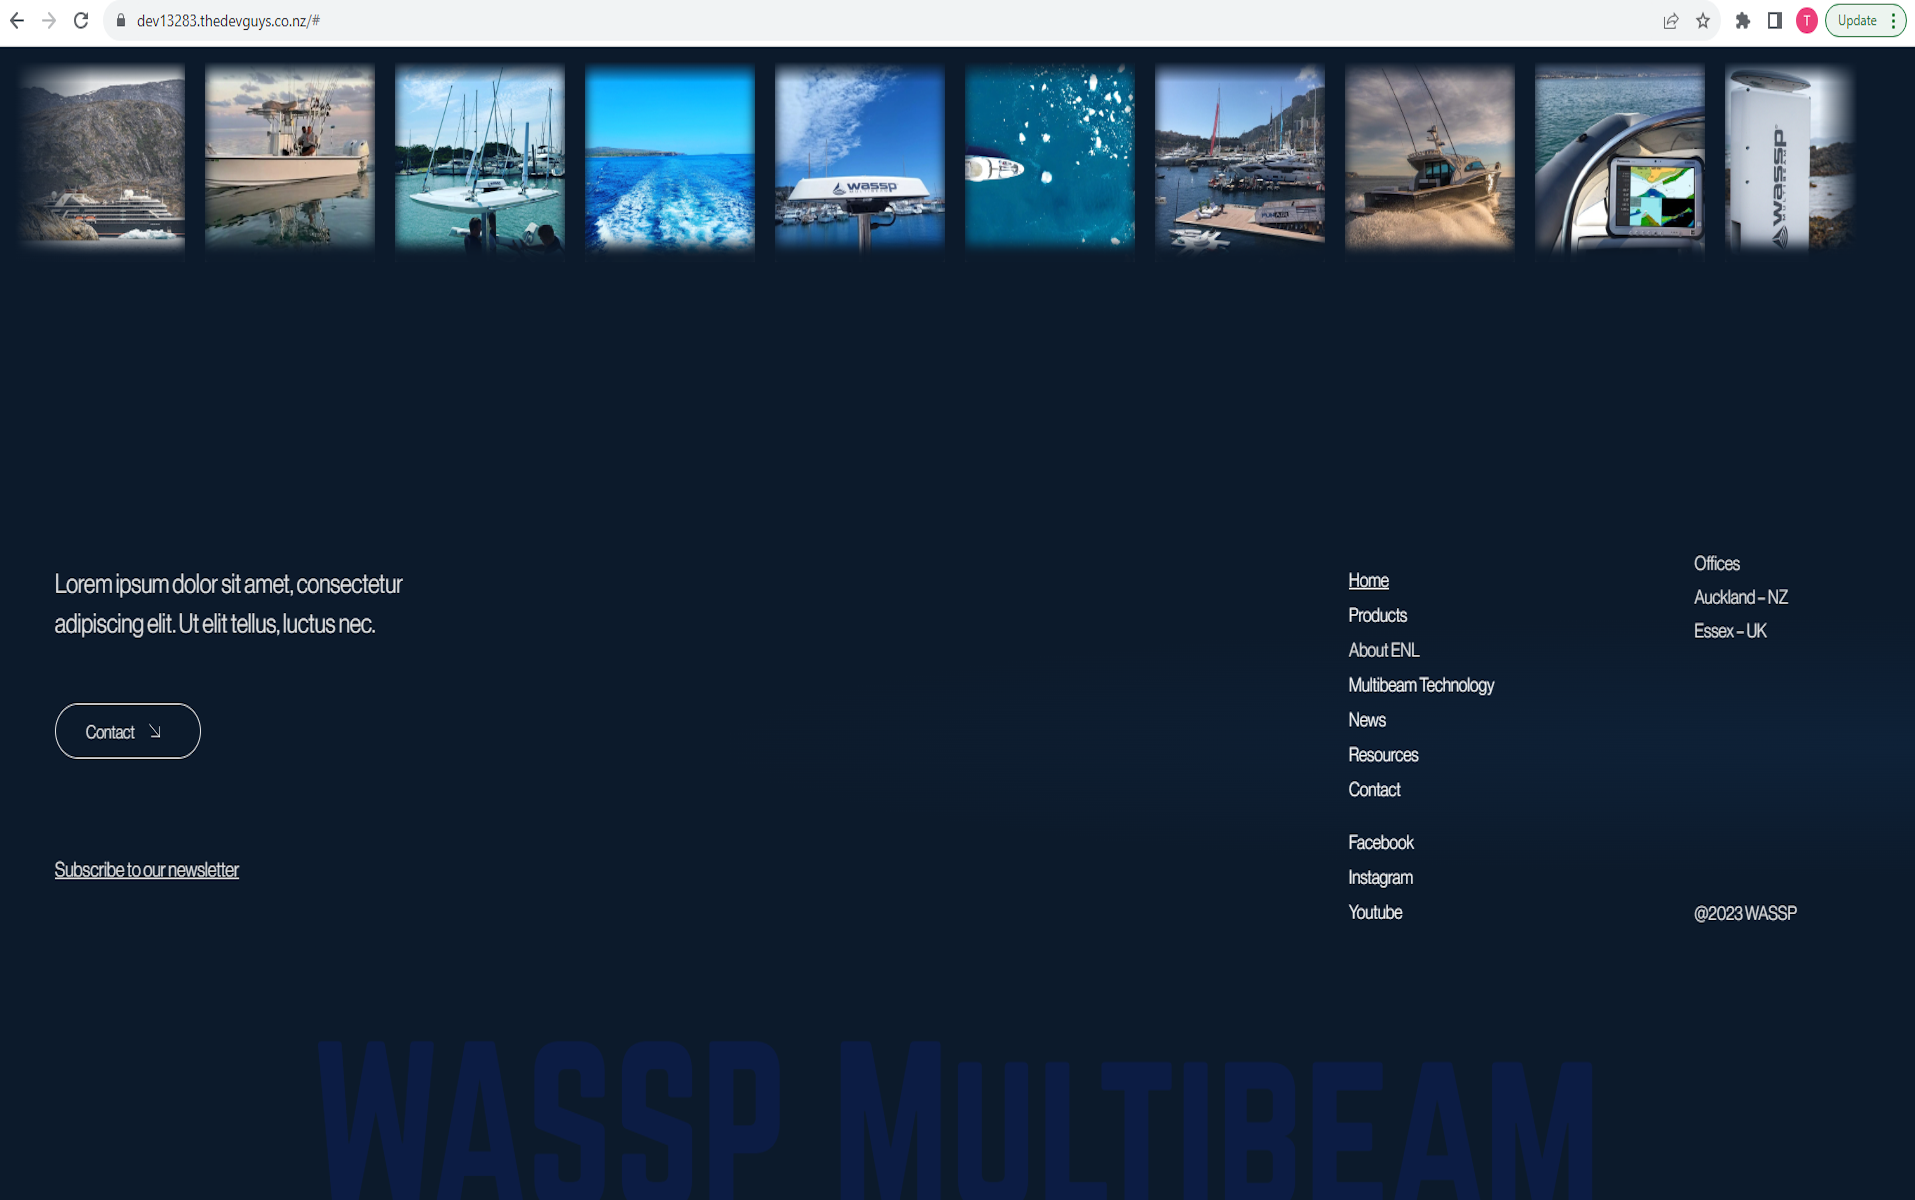 dev13283.thedevguys.co.nz/#
T
Update
wassp
MULTIBEAM
wassp
Lorem ipsum dolor sit amet, consectetur
adipiscing elit. Ut elit tellus, luctus nec.
Contact
Subscribe to our newsletter
Home
Products
About ENL
Multibeam Technology
News
Resources
Contact
Facebook
Instagram
Youtube
Offices
Auckland – NZ
Essex – UK
@2023 WASSP
WASSP MULTIBEAM